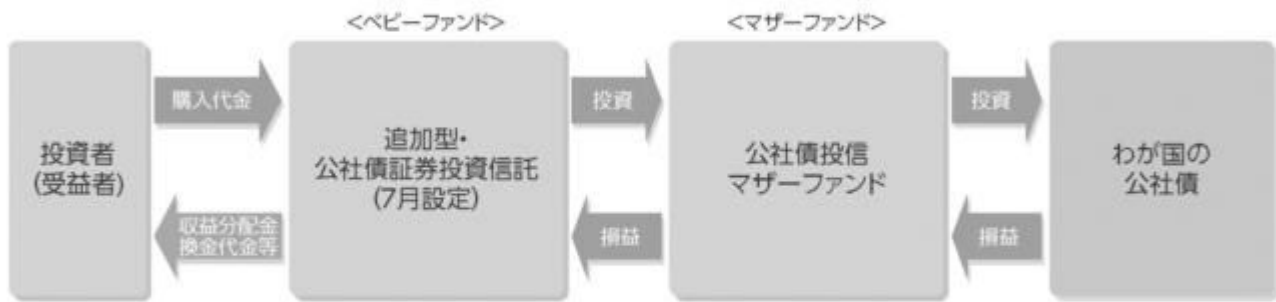 <ベビーファンド>
<マザーファンド>
購入代金
投資
投資
投資者
(受益者)
追加型・
公社債証券投資信託
(7月設定)
公社債投信
マザーファンド
わが国の
公社債
収益分配金
換金代金等
損益
損益